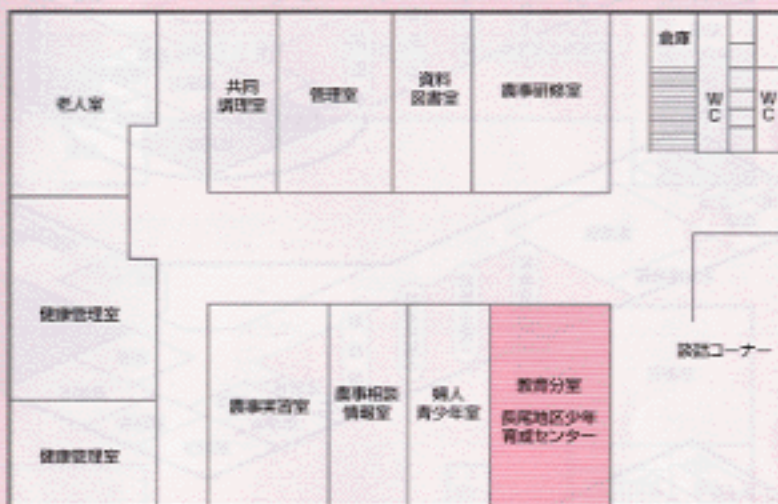 老人室
共同
調理室
管理室
資料
図書室
農事研修室
倉庫
WC
WC
健康管理室
健康管理室
農事実習室
農事相談
情報室
婦人
青少年室
教育分室
長尾地区少年
育成センター
談話コーナー